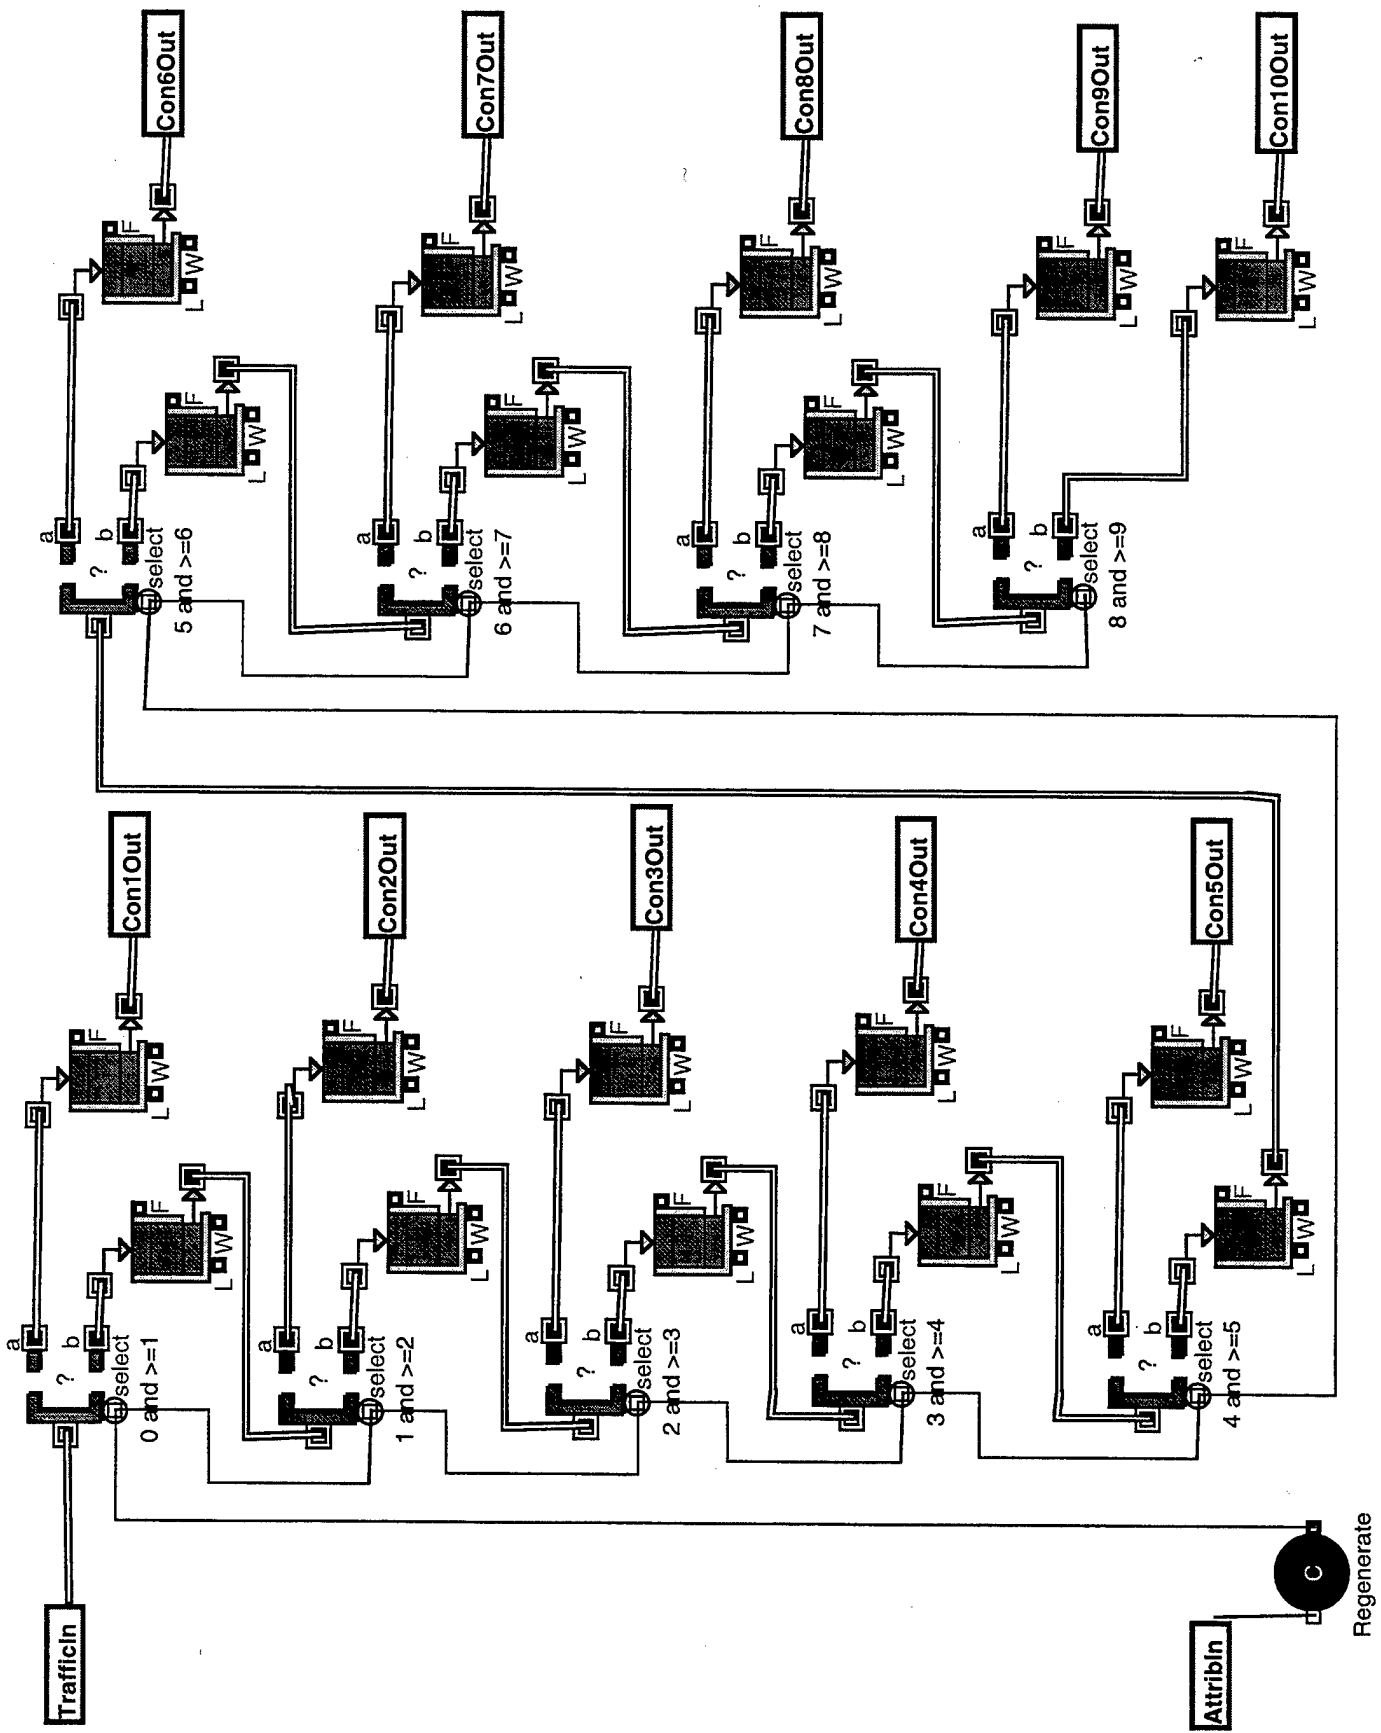 TrafficIn
a
?
b
select
0 and >=1
F
L W
Con1Out
F
L W
a
?
b
select
1 and >=2
F
L W
Con2Out
F
L W
a
?
b
select
2 and >=3
F
L W
Con3Out
F
L W
a
?
b
select
3 and >=4
F
L W
Con4Out
F
L W
a
?
b
select
4 and >=5
F
L W
Con5Out
F
L W
AttribIn
C
Regenerate
a
?
b
select
5 and >=6
F
L W
Con6Out
F
L W
a
?
b
select
6 and >=7
F
L W
Con7Out
F
L W
a
?
b
select
7 and >=8
F
L W
Con8Out
F
L W
a
?
b
select
8 and >=9
F
L W
Con9Out
F
L W
Con10Out